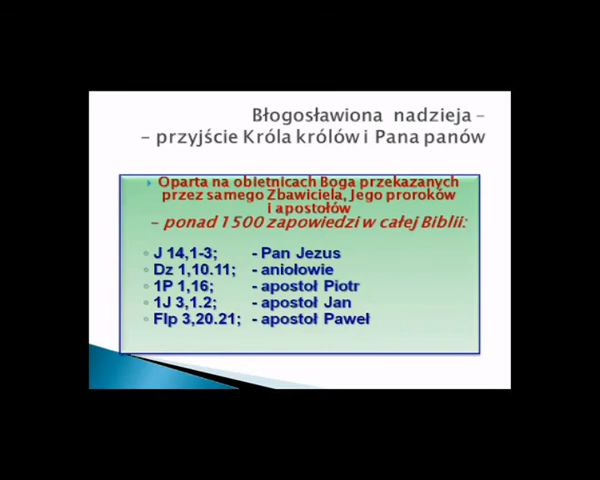 Błogosławiona nadzieja –
– przyjście Króla królów i Pana panów
Oparta na obietnicach Boga przekazanych
przez samego Zbawiciela, Jego proroków
i apostołów
– ponad 1500 zapowiedzi w całej Biblii:
J 14,1-3; - Pan Jezus
Dz 1,10.11; - aniołowie
1P 1,16; - apostoł Piotr
1J 3,1.2; - apostoł Jan
Flp 3,20.21; - apostoł Paweł